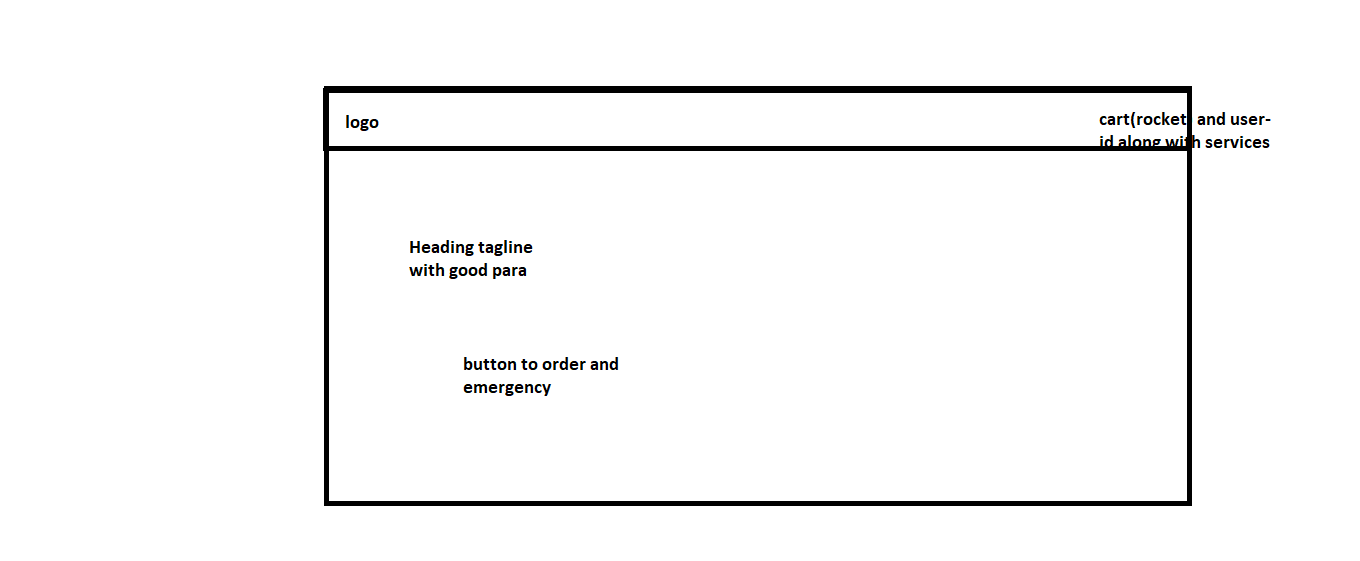 logo
cart(rocket) and user-
id along with services
Heading tagline
with good para
button to order and
emergency